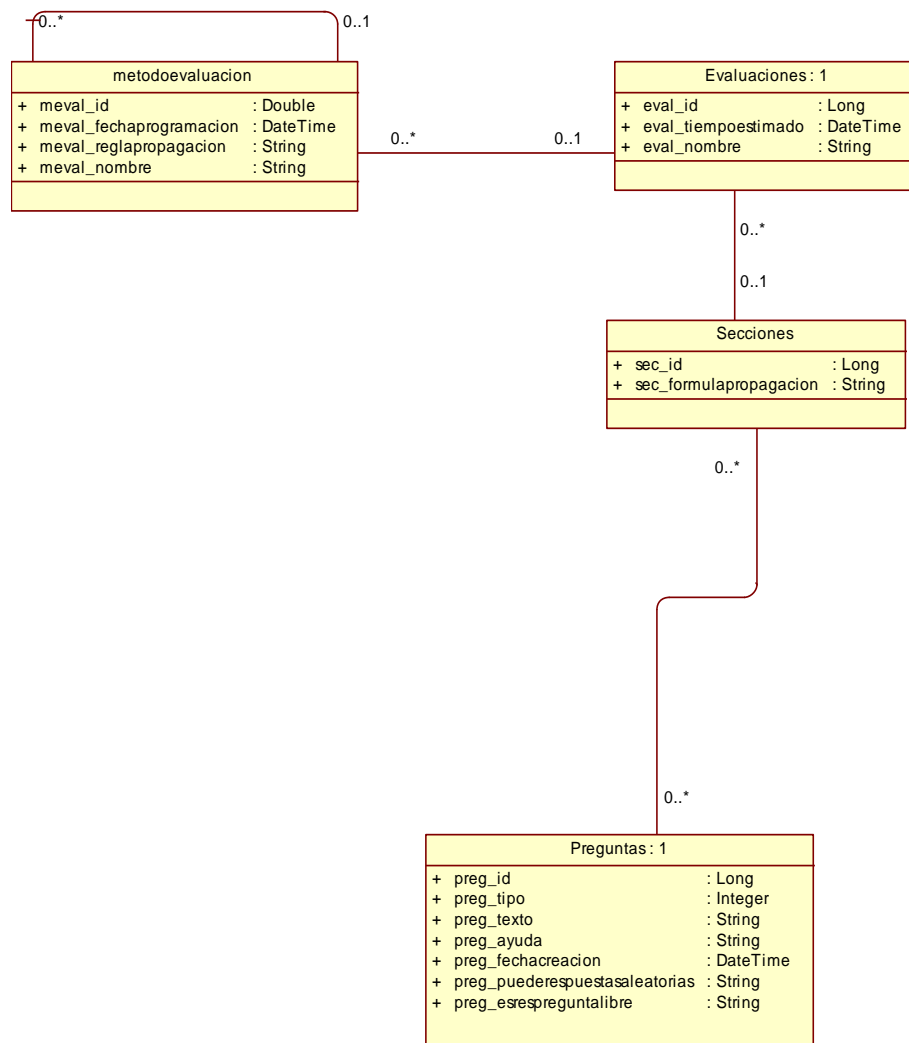 0..*
0..1
metodoevaluacion
+ meval_id : Double
+ meval_fechaprogramacion : DateTime
+ meval_reglapropagacion : String
+ meval_nombre : String
0..*
0..1
Evaluaciones : 1
+ eval_id : Long
+ eval_tiempoestimado : DateTime
+ eval_nombre : String
0..*
0..1
Secciones
+ sec_id : Long
+ sec_formulapropagacion : String
0..*
0..*
Preguntas : 1
+ preg_id : Long
+ preg_tipo : Integer
+ preg_texto : String
+ preg_ayuda : String
+ preg_fechacreacion : DateTime
+ preg_puederespuestasaleatorias : String
+ preg_esrespreguntalibre : String